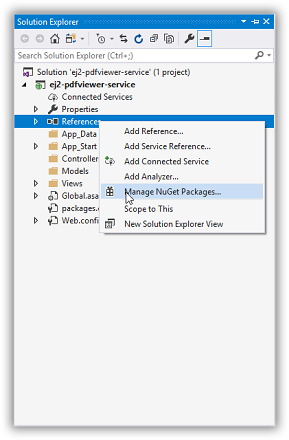 Solution Explorer
Search Solution Explorer (Ctrl+;)
Solution 'ej2-pdfviewer-service' (1 project)
ej2-pdfviewer-service
Connected Services
Properties
References
App_Data
App_Start
Controller
Models
Views
Global.asa
packages.
Web.confi
Add Reference...
Add Service Reference...
Add Connected Service
Add Analyzer...
Manage NuGet Packages...
Scope to This
New Solution Explorer View